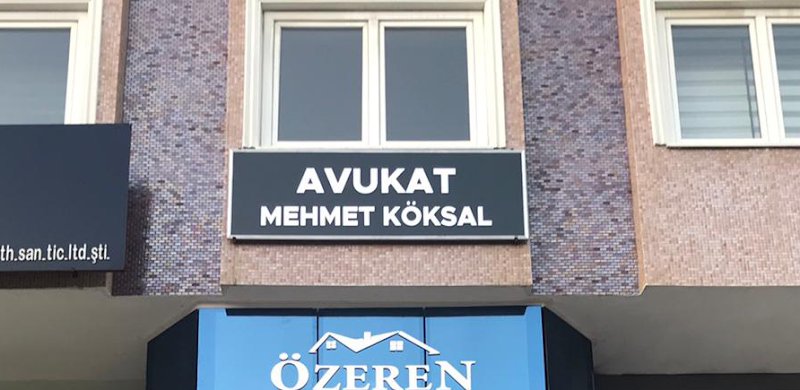 AVUKAT
MEHMET KÖKSAL
th.san.tic.ltd.şti.
ÖZEREN